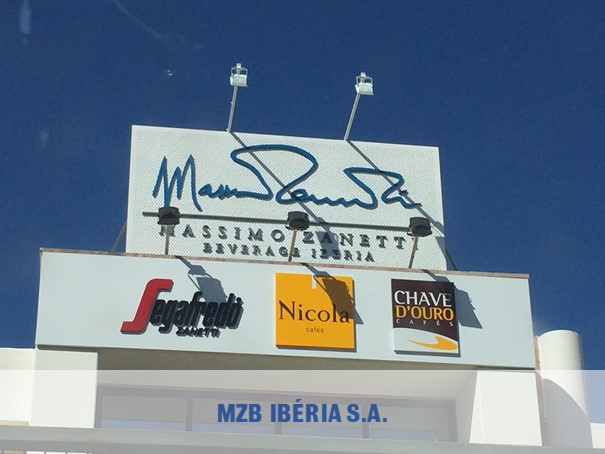 Massimo Zanetti
MASSIMO ZANETTI
BEVERAGE IBERIA
Segafredo
ZANETTI
Nicola
cafés
CHAVE
D'OURO
CAFÉS
MZB IBÉRIA S.A.